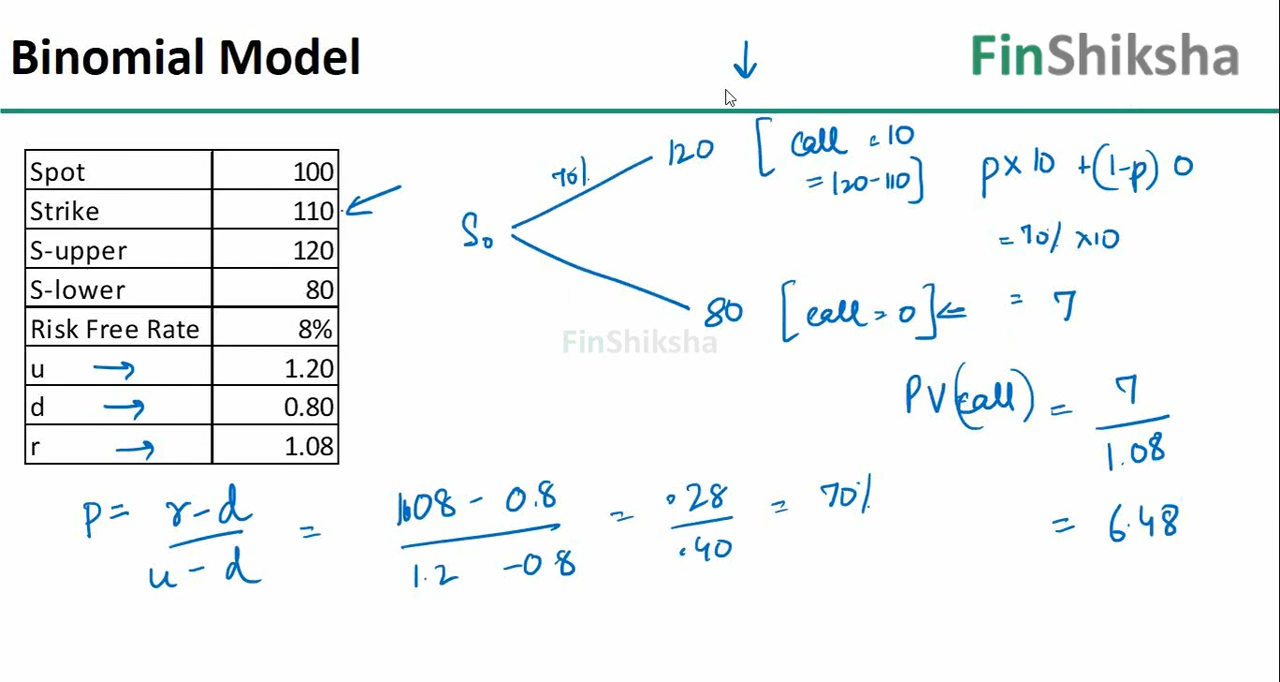 Binomial Model
FinShiksha
Spot 100
Strike 110
S-upper 120
S-lower 80
Risk Free Rate 8%
u → 1.20
d → 0.80
r → 1.08
S₀
70%
120 [call = 10
= 120-110]
80 [call = 0] ⇐
P × 10 + (1-p) 0
= 70% × 10
= 7
PV(call) = 7 / 1.08
= 6.48
P = r-d / u-d = 1.08 - 0.8 / 1.2 - 0.8 = .28 / .40 = 70%
FinShiksha